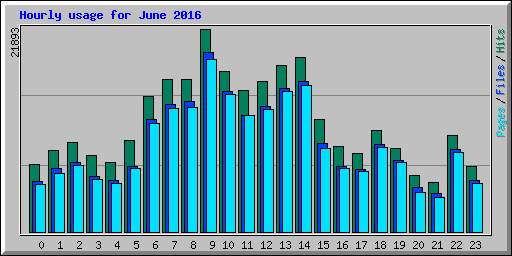 Hourly usage for June 2016
21893
Pages/Files/Hits
0 1 2 3 4 5 6 7 8 9 10 11 12 13 14 15 16 17 18 19 20 21 22 23